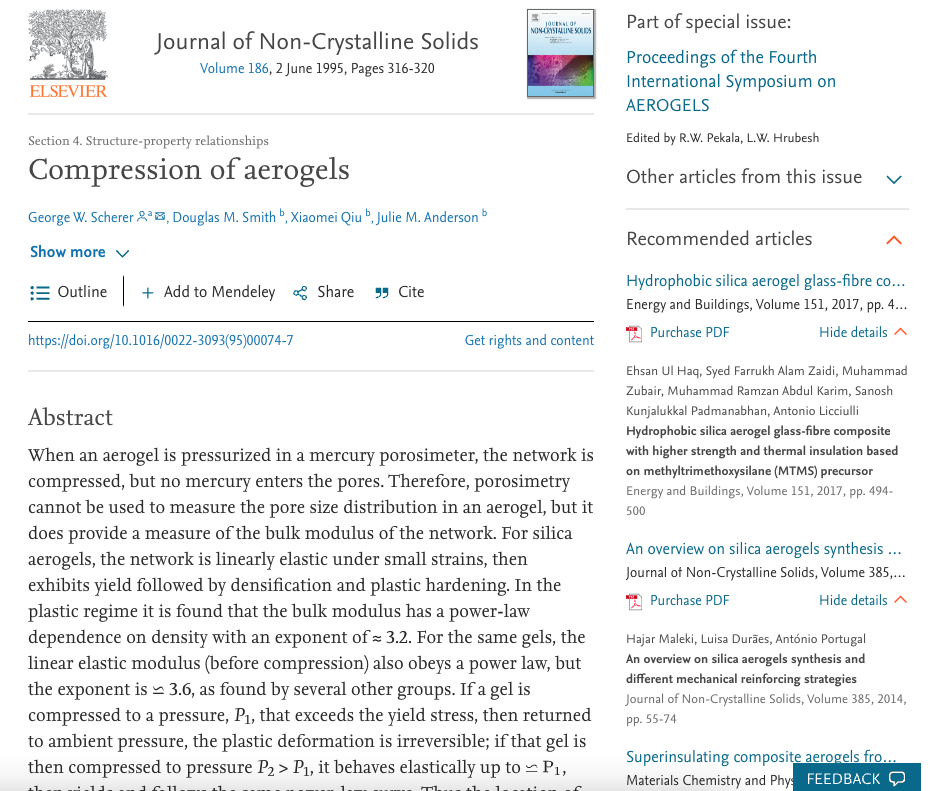 ELSEVIER
Journal of Non-Crystalline Solids
Volume 186, 2 June 1995, Pages 316-320
JOURNAL OF
NON-CRYSTALLINE SOLIDS
Section 4. Structure-property relationships
Compression of aerogels
George W. Scherer a, Douglas M. Smith b, Xiaomei Qiu b, Julie M. Anderson b
Show more
Outline
Add to Mendeley
Share
Cite
https://doi.org/10.1016/0022-3093(95)00074-7
Get rights and content
Abstract
When an aerogel is pressurized in a mercury porosimeter, the network is
compressed, but no mercury enters the pores. Therefore, porosimetry
cannot be used to measure the pore size distribution in an aerogel, but it
does provide a measure of the bulk modulus of the network. For silica
aerogels, the network is linearly elastic under small strains, then
exhibits yield followed by densification and plastic hardening. In the
plastic regime it is found that the bulk modulus has a power-law
dependence on density with an exponent of ≈ 3.2. For the same gels, the
linear elastic modulus (before compression) also obeys a power law, but
the exponent is ⋍ 3.6, as found by several other groups. If a gel is
compressed to a pressure, P₁, that exceeds the yield stress, then returned
to ambient pressure, the plastic deformation is irreversible; if that gel is
then compressed to pressure P₂ > P₁, it behaves elastically up to ⋍ P₁,
then yields and follows the same power-law curve. Thus the location of
Part of special issue:
Proceedings of the Fourth
International Symposium on
AEROGELS
Edited by R.W. Pekala, L.W. Hrubesh
Other articles from this issue
Recommended articles
Hydrophobic silica aerogel glass-fibre co…
Energy and Buildings, Volume 151, 2017, pp. 4…
Purchase PDF
Hide details
Ehsan Ul Haq, Syed Farrukh Alam Zaidi, Muhammad
Zubair, Muhammad Ramzan Abdul Karim, Sanosh
Kunjalukkal Padmanabhan, Antonio Licciulli
Hydrophobic silica aerogel glass-fibre composite
with higher strength and thermal insulation based
on methyltrimethoxysilane (MTMS) precursor
Energy and Buildings, Volume 151, 2017, pp. 494-
500
An overview on silica aerogels synthesis …
Journal of Non-Crystalline Solids, Volume 385,…
Purchase PDF
Hide details
Hajar Maleki, Luisa Durães, António Portugal
An overview on silica aerogels synthesis and
different mechanical reinforcing strategies
Journal of Non-Crystalline Solids, Volume 385, 2014,
pp. 55-74
Superinsulating composite aerogels fro…
Materials Chemistry and Phys
FEEDBACK